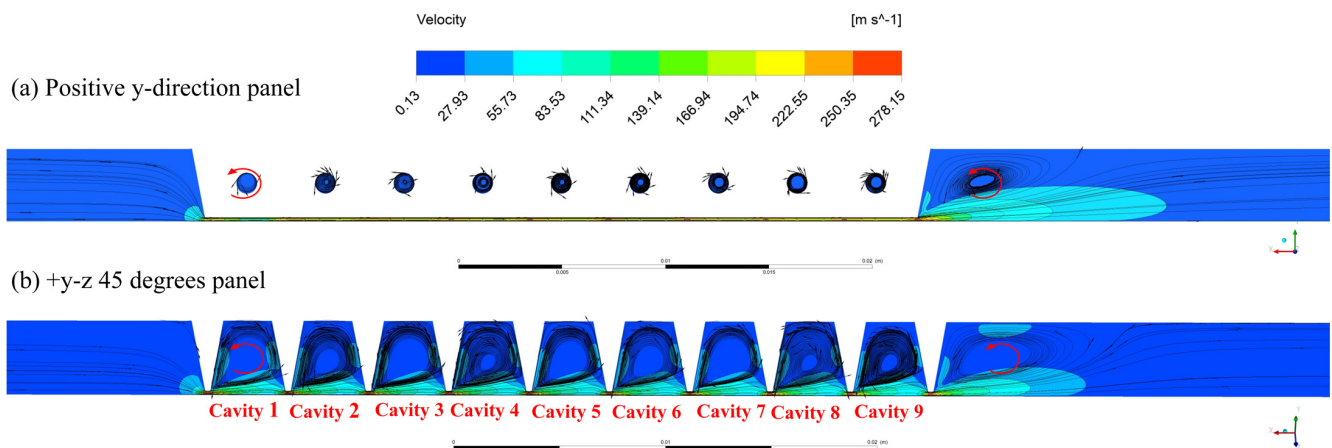 Velocity [m s^-1]
0.13 27.93 55.73 83.53 111.34 139.14 166.94 194.74 222.55 250.35 278.15
(a) Positive y-direction panel
0 0.01 0.02 (m)
0.005 0.015
(b) +y-z 45 degrees panel
Cavity 1 Cavity 2 Cavity 3 Cavity 4 Cavity 5 Cavity 6 Cavity 7 Cavity 8 Cavity 9
0 0.01 0.02 (m)